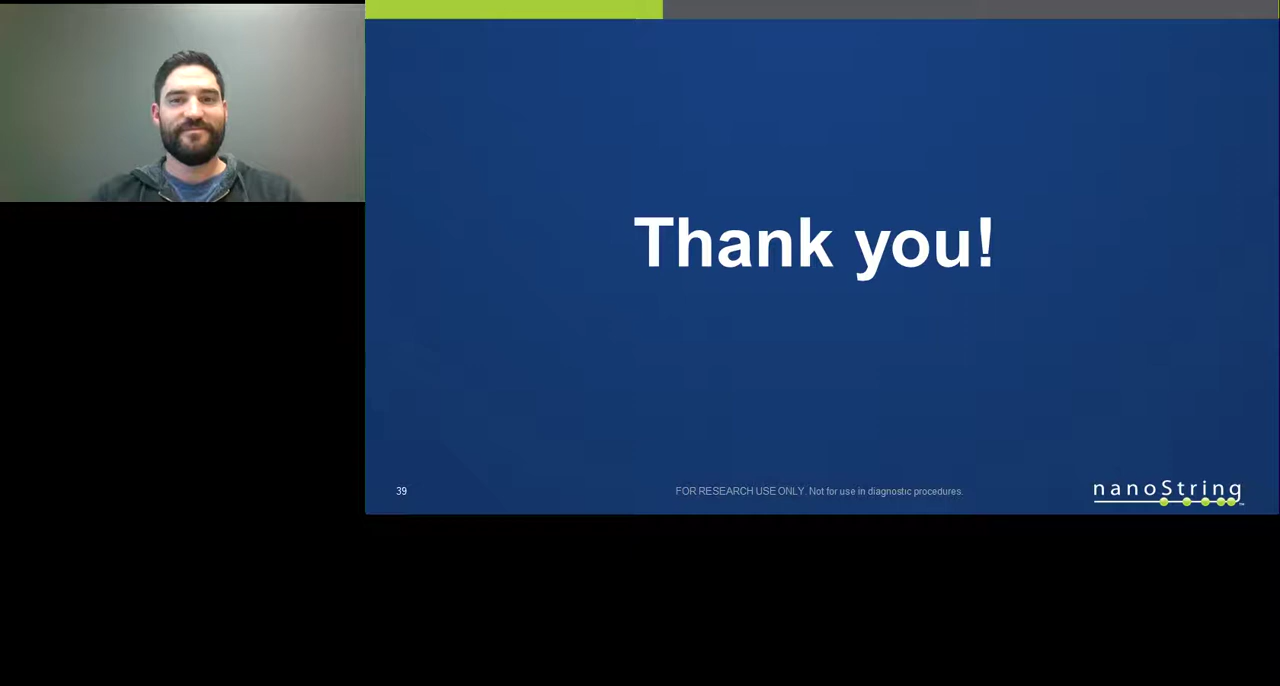 Thank you!
39
FOR RESEARCH USE ONLY. Not for use in diagnostic procedures.
nanoString